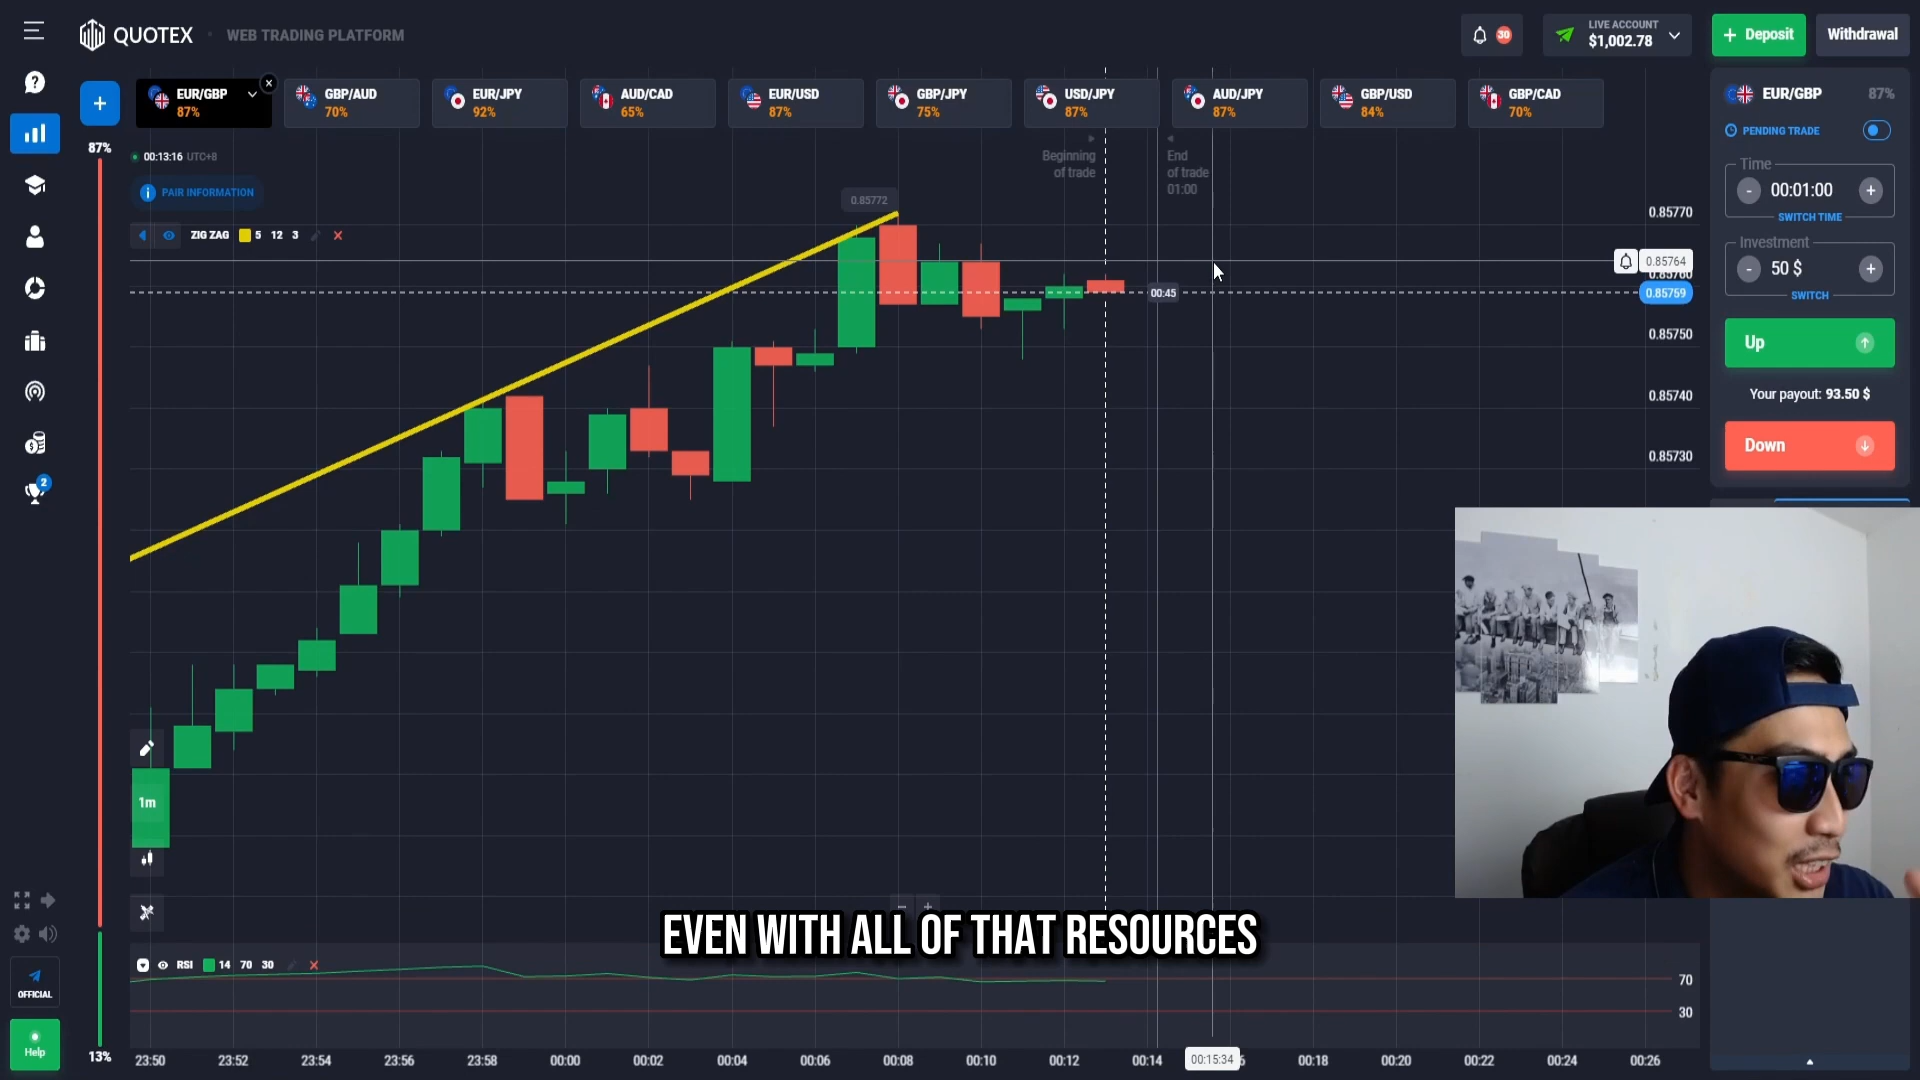 QUOTEX
WEB TRADING PLATFORM
30
LIVE ACCOUNT
$1,002.78
+ Deposit
Withdrawal
EUR/GBP
87%
GBP/AUD
70%
EUR/JPY
92%
AUD/CAD
65%
EUR/USD
87%
GBP/JPY
75%
USD/JPY
87%
AUD/JPY
87%
GBP/USD
84%
GBP/CAD
70%
EUR/GBP
87%
PENDING TRADE
Time
- 00:01:00 +
SWITCH TIME
Investment
- 50 $ +
SWITCH
Up
Your payout: 93.50 $
Down
87%
00:13:16 UTC+8
PAIR INFORMATION
ZIG ZAG 5 12 3
Beginning
of trade
End
of trade
01:00
0.85772
0.85770
0.85764
0.85760
00:45
0.85759
0.85750
0.85740
0.85730
2
1m
EVEN WITH ALL OF THAT RESOURCES
RSI 14 70 30
70
30
OFFICIAL
Help
13%
23:50 23:52 23:54 23:56 23:58 00:00 00:02 00:04 00:06 00:08 00:10 00:12 00:14 00:15:34 00:18 00:20 00:22 00:24 00:26